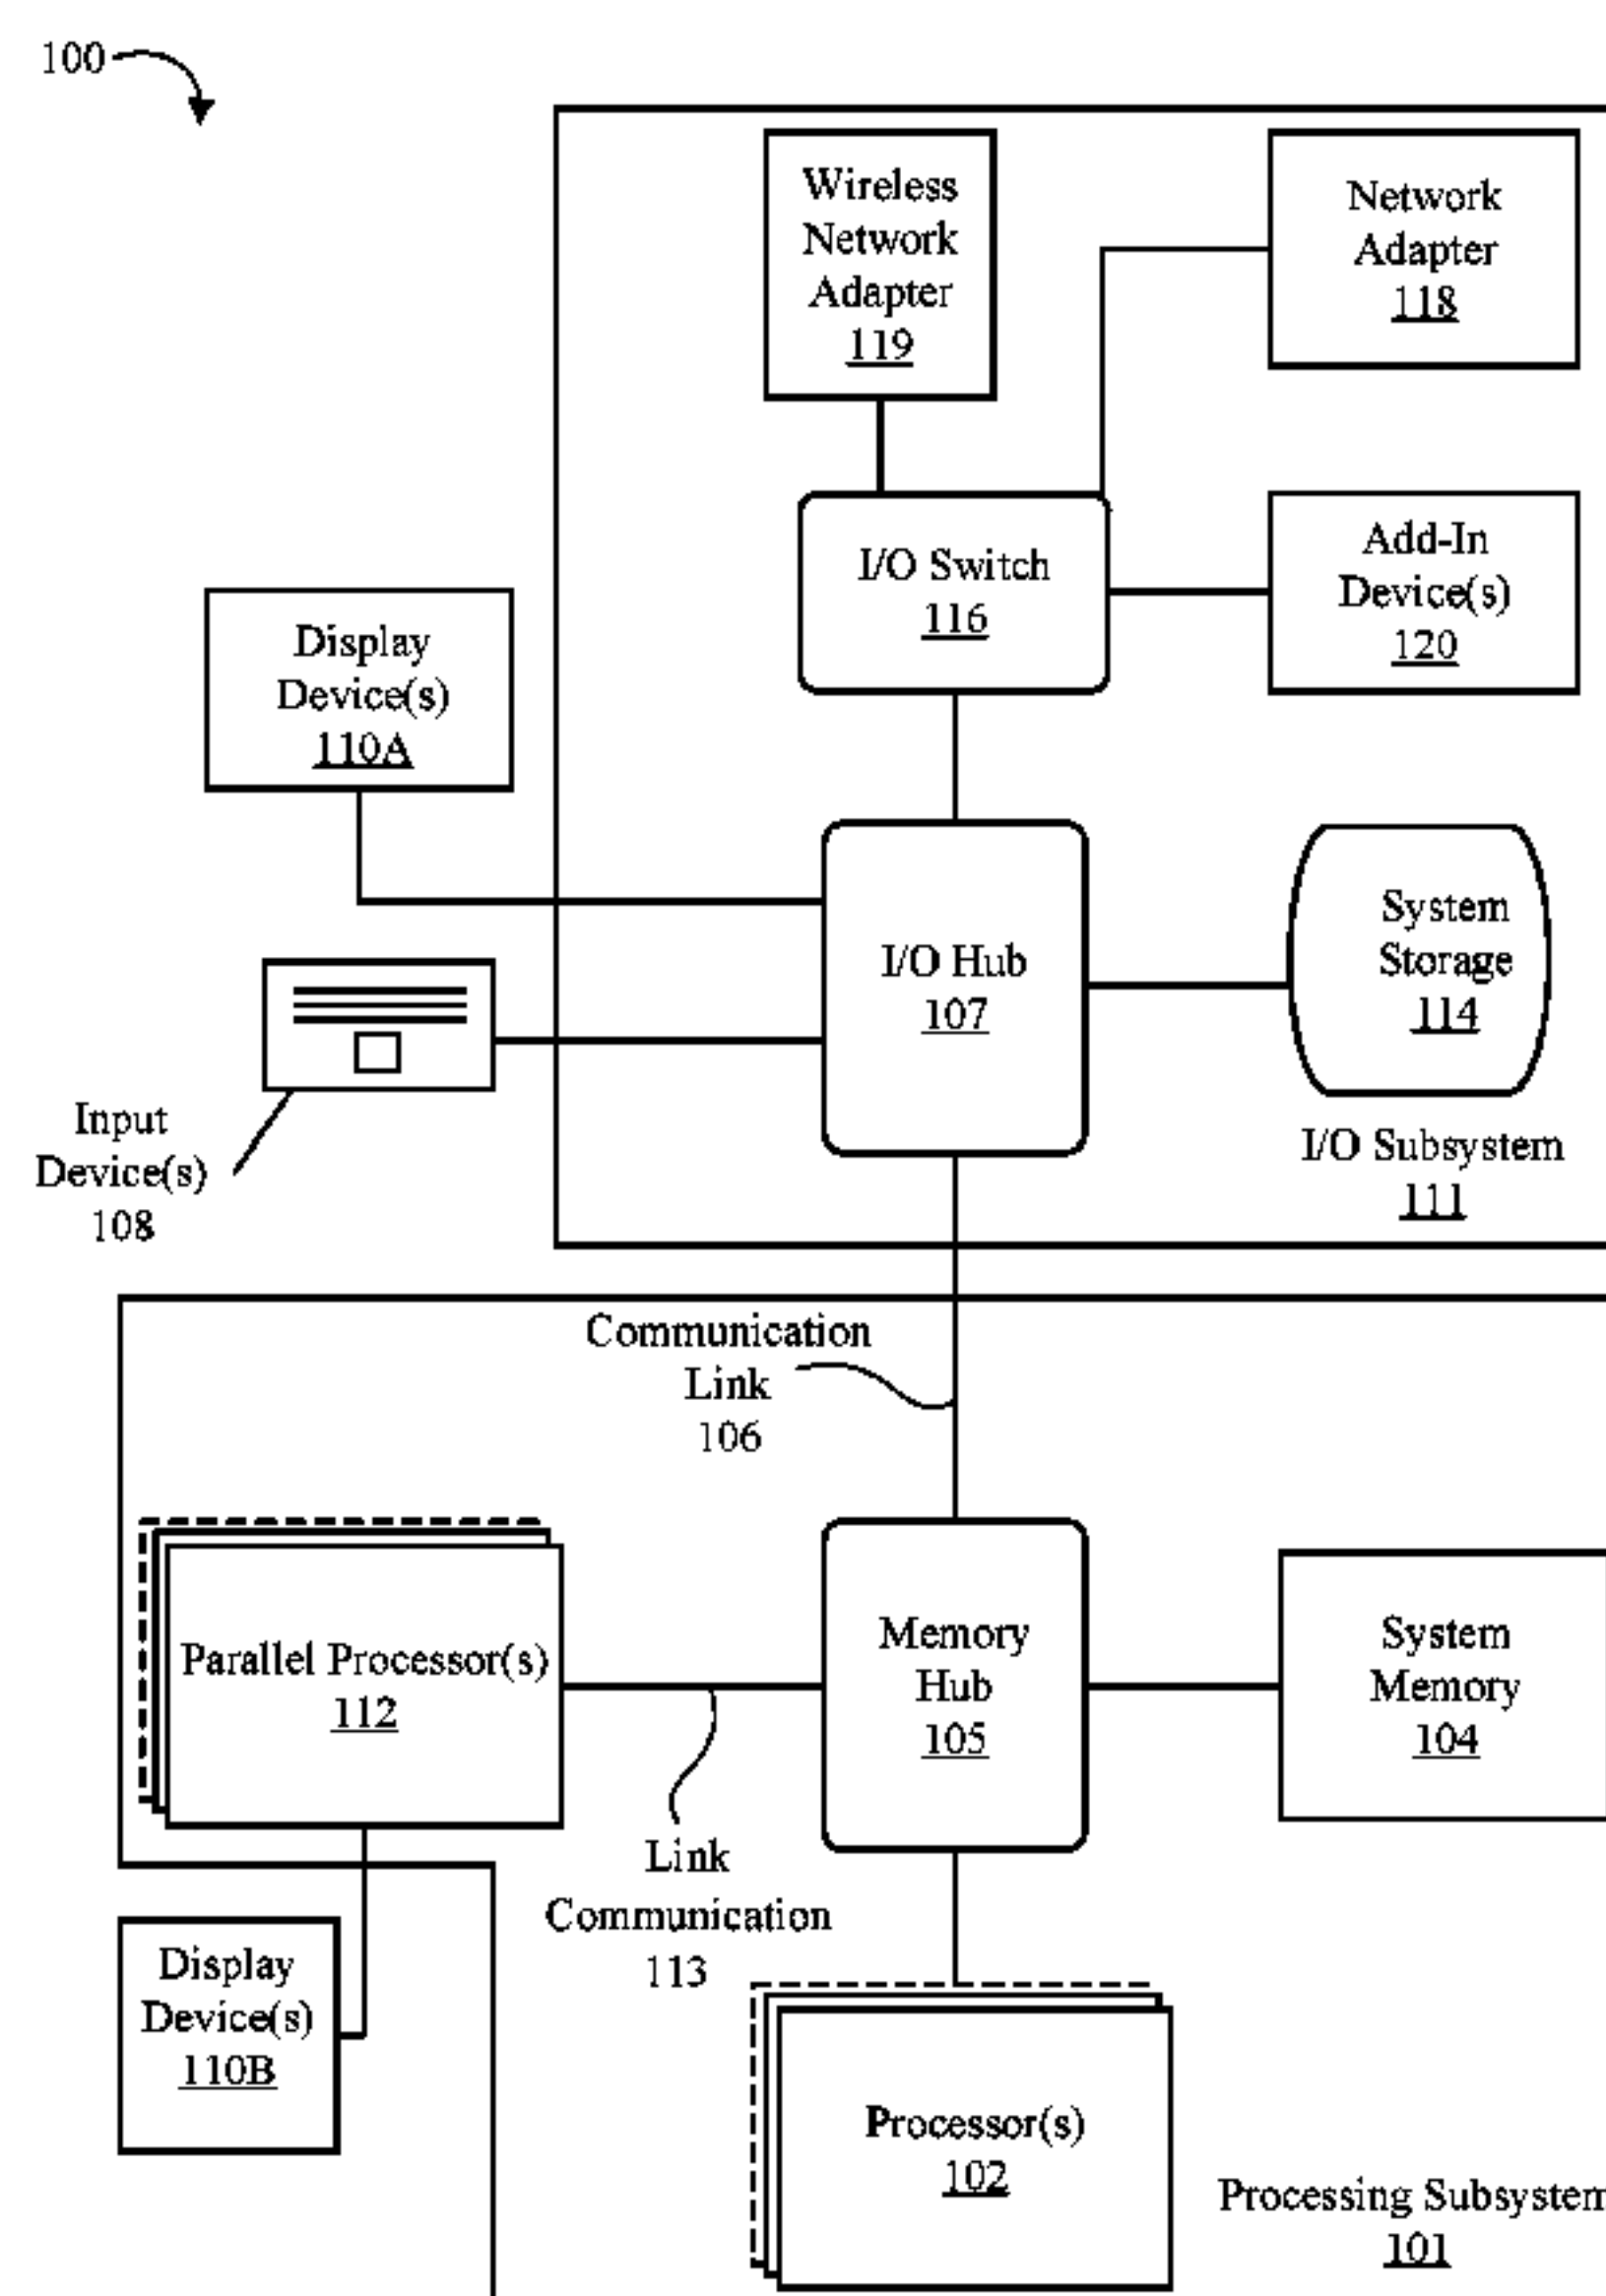 100
Wireless
Network
Adapter
119
Network
Adapter
118
I/O Switch
116
Add-In
Device(s)
120
Display
Device(s)
110A
I/O Hub
107
System
Storage
114
Input
Device(s)
108
I/O Subsystem
111
Communication
Link
106
Parallel Processor(s)
112
Memory
Hub
105
System
Memory
104
Link
Communication
113
Display
Device(s)
110B
Processor(s)
102
Processing Subsystem
101